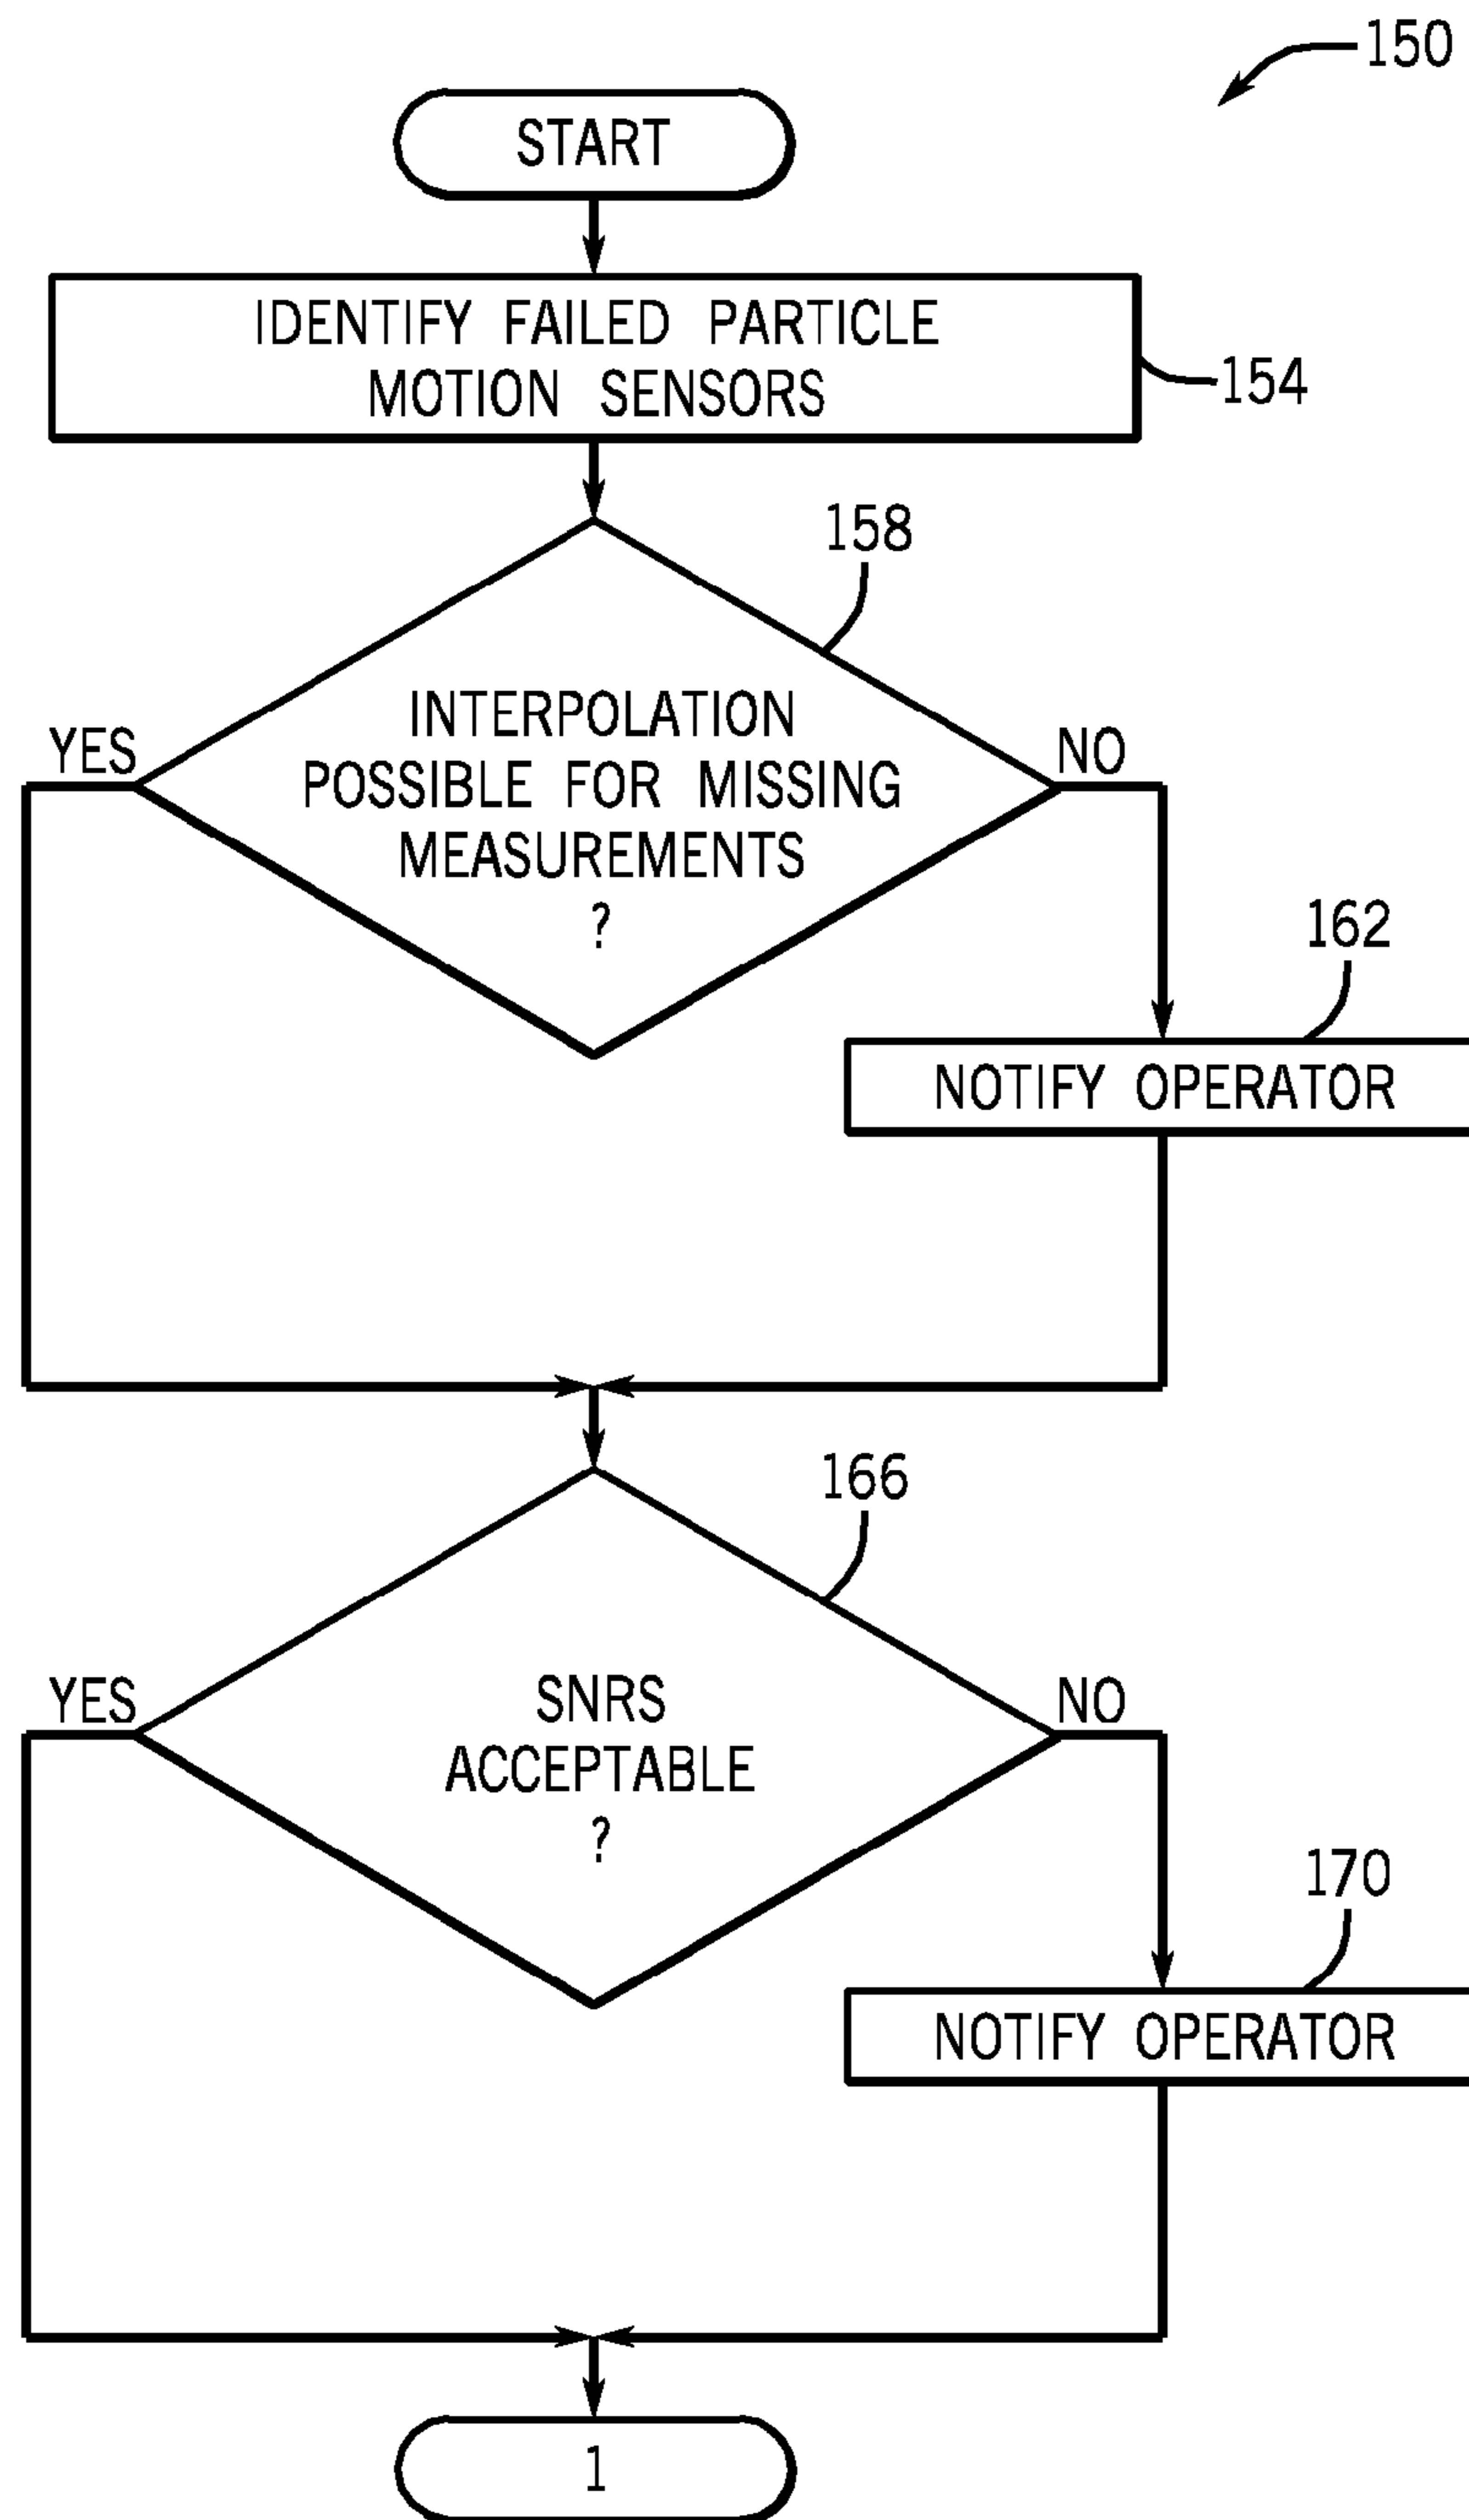 150
START
IDENTIFY FAILED PARTICLE
MOTION SENSORS
154
158
INTERPOLATION
POSSIBLE FOR MISSING
MEASUREMENTS
?
YES
NO
162
NOTIFY OPERATOR
166
SNRS
ACCEPTABLE
?
YES
NO
170
NOTIFY OPERATOR
1